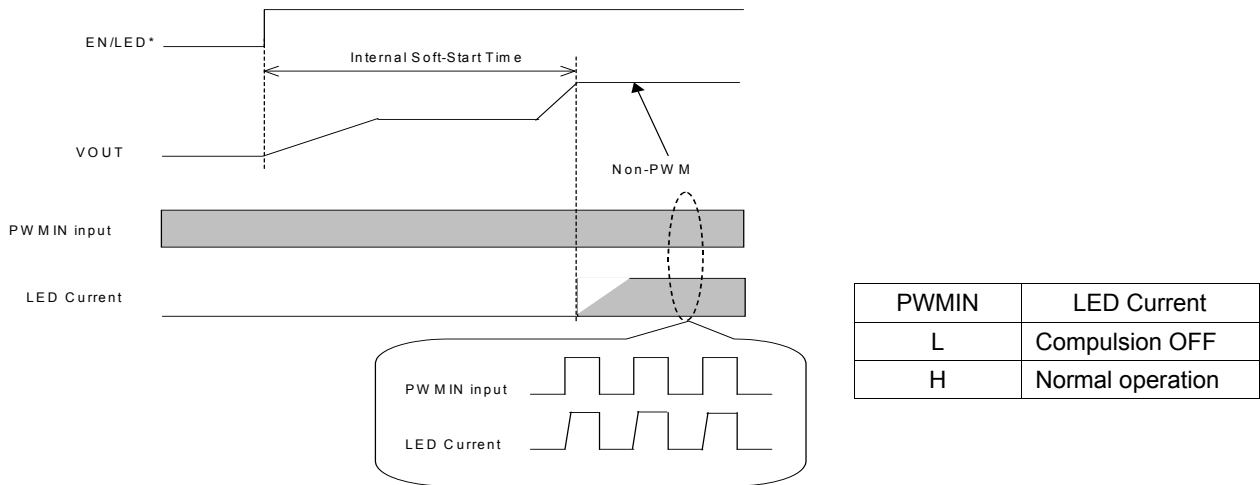 EN/LED*
Internal Soft-Start Time
VOUT
Non-PWM
PWMIN input
LED Current
PWMIN input
LED Current
PWMIN LED Current
L Compulsion OFF
H Normal operation